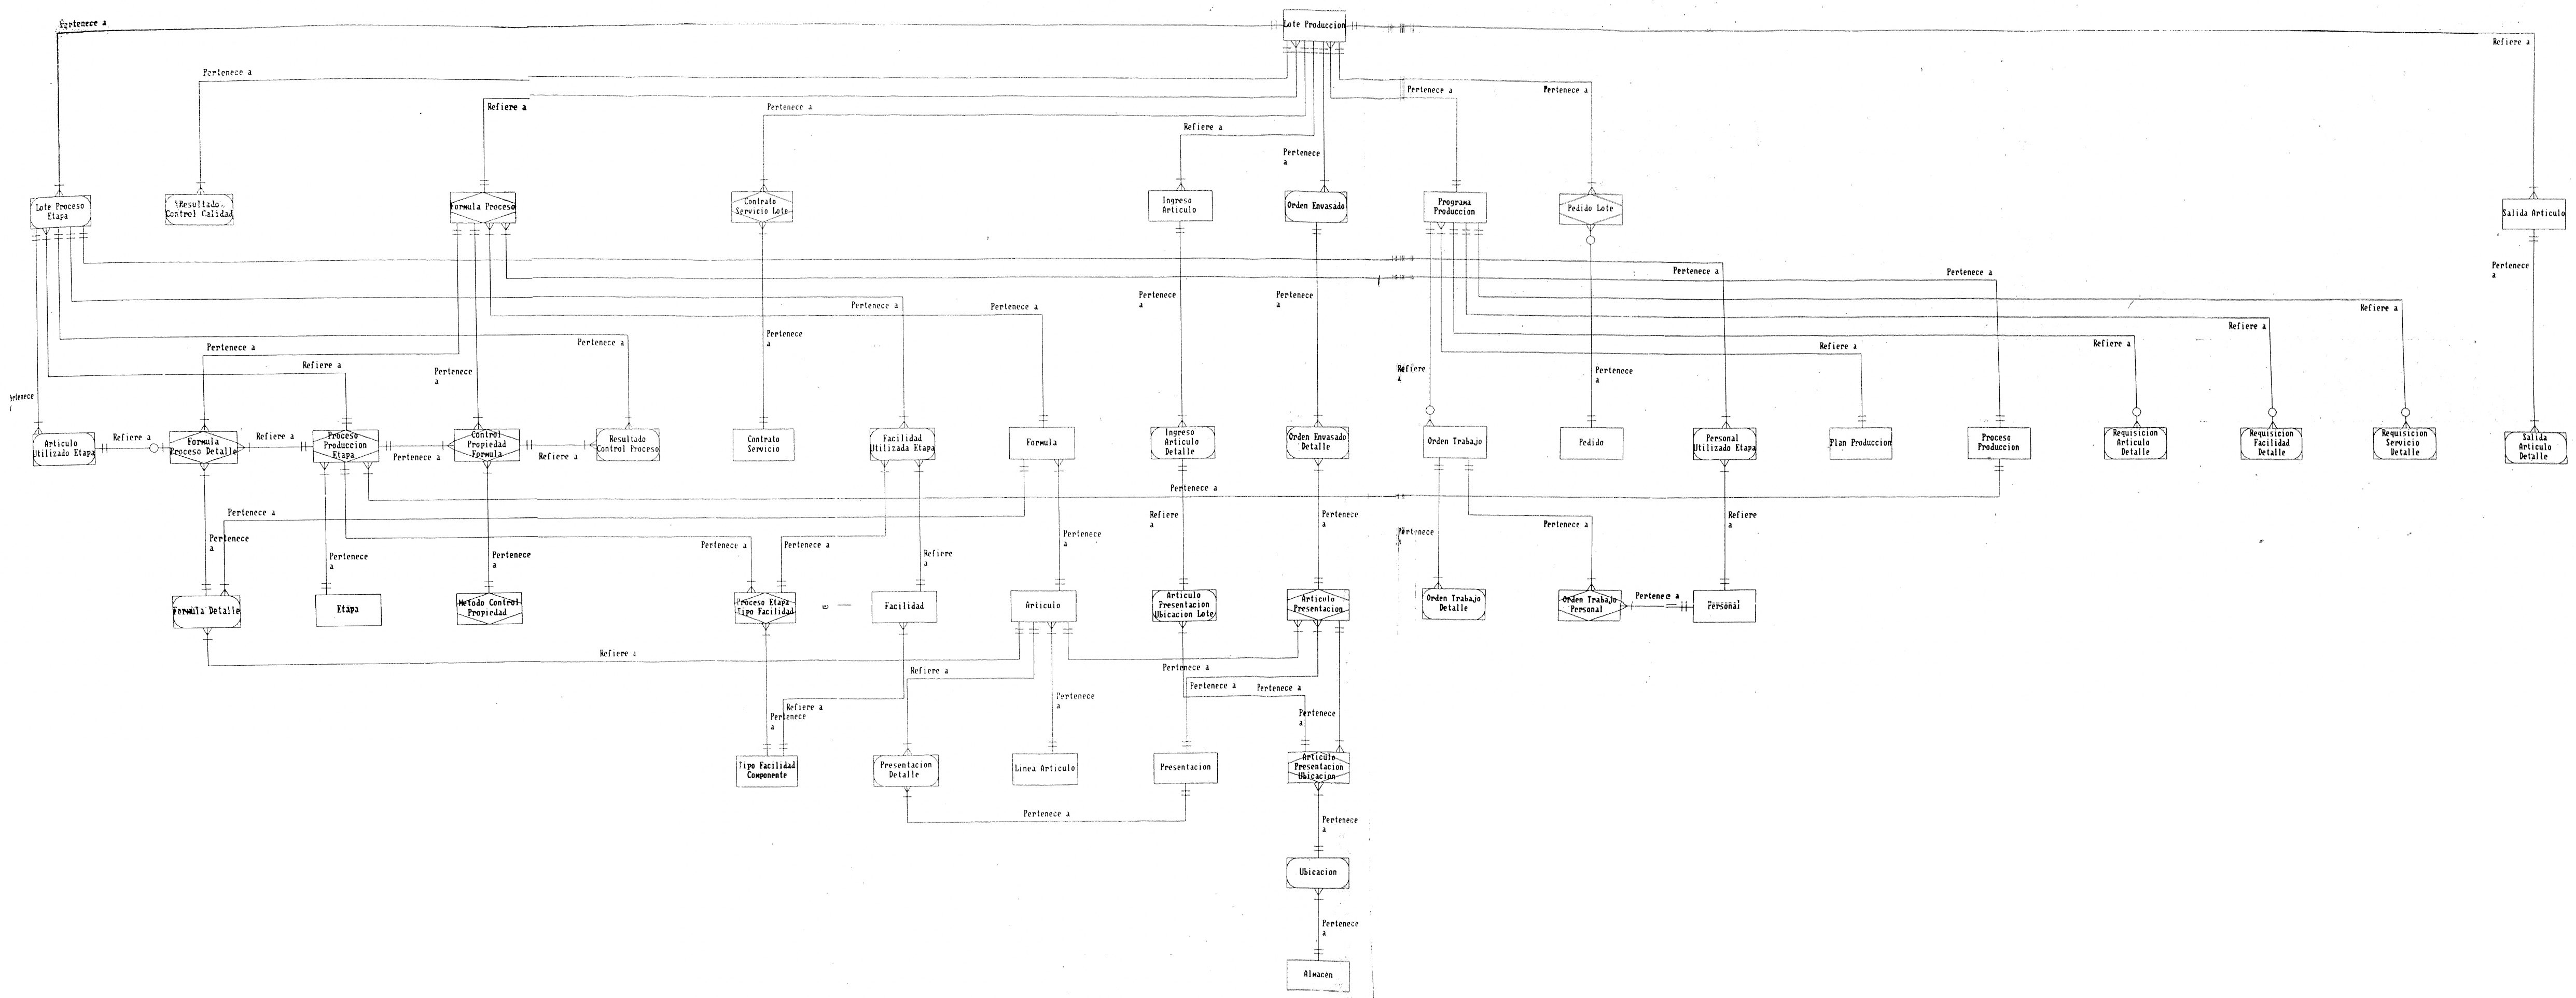 Pertenece a
Lote Produccion
Refiere a
Pertenece a
Refiere a
Pertenece a
Refiere a
Pertenece
a
Pertenece a
Pertenece a
Lote Proceso
Etapa
Resultado
Control Calidad
Formula Proceso
Contrato
Servicio Lote
Ingreso
Articulo
Orden Envasado
Programa
Produccion
Pedido Lote
Salida Articulo
Pertenece a
Pertenece a
Pertenece
a
Pertenece a
Pertenece a
Pertenece
a
Pertenece
a
Refiere a
Refiere a
Pertenece
a
Pertenece a
Refiere a
Pertenece a
Refiere a
Refiere a
Pertenece
a
Refiere
a
Pertenece
a
Articulo
Utilizado Etapa
Refiere a
Formula
Proceso Detalle
Refiere a
Proceso
Produccion
Etapa
Pertenece a
Control
Propiedad
Formula
Refiere a
Resultado
Control Proceso
Contrato
Servicio
Facilidad
Utilizada Etapa
Formula
Ingreso
Articulo
Detalle
Orden Envasado
Detalle
Orden Trabajo
Pedido
Personal
Utilizado Etapa
Plan Produccion
Proceso
Produccion
Requisicion
Articulo
Detalle
Requisicion
Facilidad
Detalle
Requisicion
Servicio
Detalle
Salida
Articulo
Detalle
Pertenece a
Pertenece a
Refiere
a
Pertenece
a
Pertenece a
Refiere
a
Pertenece
a
Pertenece
a
Pertenece
a
Pertenece a
Pertenece a
Refiere
a
Pertenece
a
Pertenece
Formula Detalle
Etapa
Metodo Control
Propiedad
Proceso Etapa
Tipo Facilidad
Facilidad
Articulo
Articulo
Presentacion
Ubicacion Lote
Articulo
Presentacion
Orden Trabajo
Detalle
Orden Trabajo
Personal
Pertenece a
Personal
Refiere a
Refiere a
Pertenece a
Pertenece a
Pertenece a
Refiere a
Pertenece
a
Pertenece
a
Pertenece
a
Tipo Facilidad
Componente
Presentacion
Detalle
Linea Articulo
Presentacion
Articulo
Presentacion
Ubicacion
Pertenece a
Pertenece
a
Ubicacion
Pertenece
a
Almacen